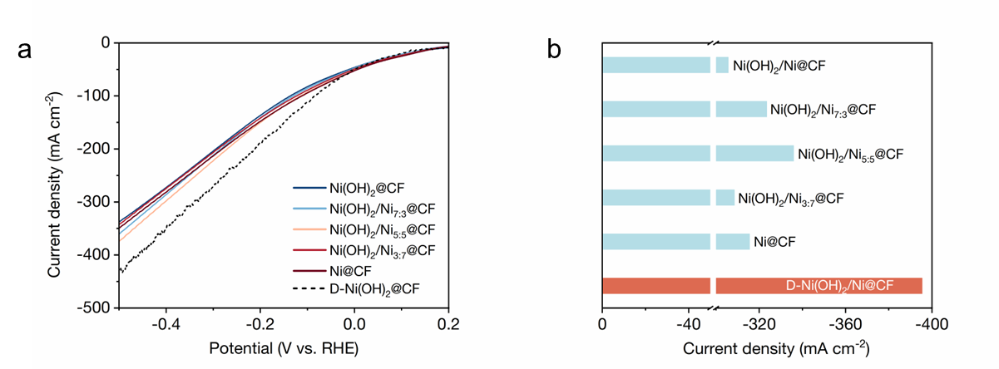 a
0
-100
-200
-300
-400
-500
Current density (mA cm-2)
Ni(OH)2@CF
Ni(OH)2/Ni7:3@CF
Ni(OH)2/Ni5:5@CF
Ni(OH)2/Ni3:7@CF
Ni@CF
D-Ni(OH)2@CF
-0.4 -0.2 0.0 0.2
Potential (V vs. RHE)
b
Ni(OH)2/Ni@CF
Ni(OH)2/Ni7:3@CF
Ni(OH)2/Ni5:5@CF
Ni(OH)2/Ni3:7@CF
Ni@CF
D-Ni(OH)2/Ni@CF
0 -40 -320 -360 -400
Current density (mA cm-2)